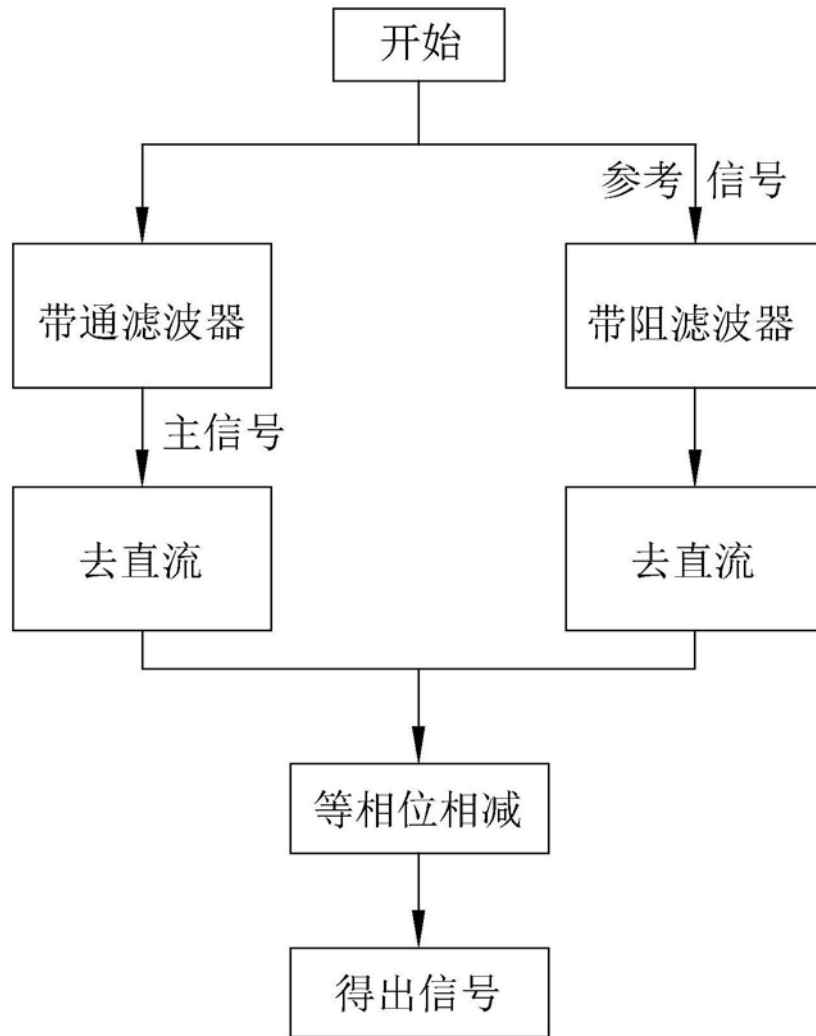 开始
参考 信号
带通滤波器
带阻滤波器
主信号
去直流
去直流
等相位相减
得出信号